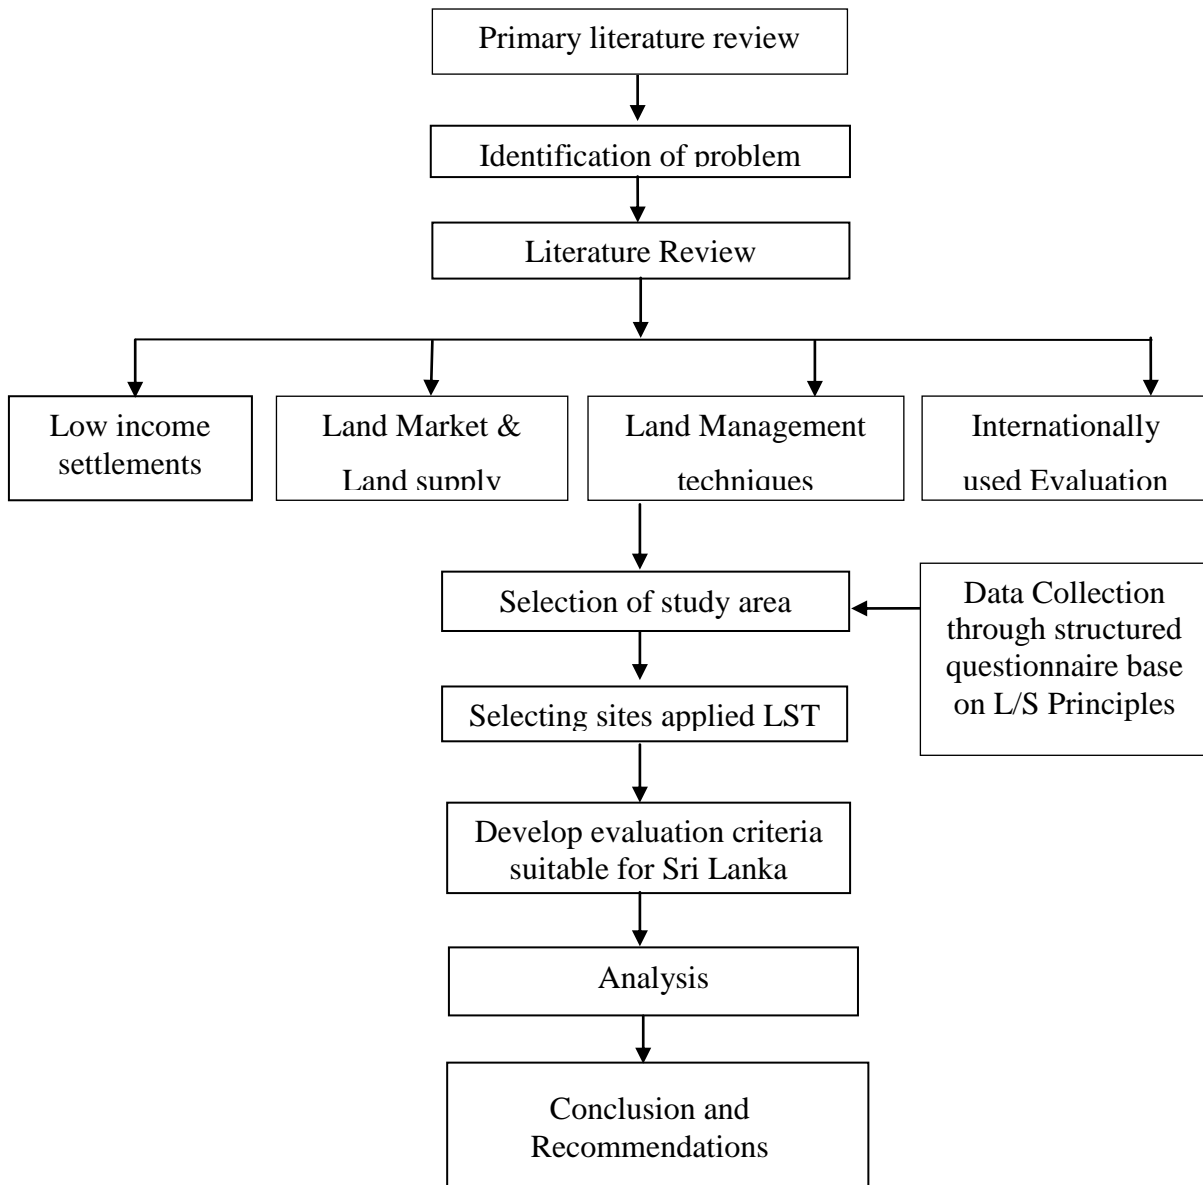 Primary literature review
Identification of problem
Literature Review
Low income
settlements
Land Market &
Land supply
Land Management
techniques
Internationally
used Evaluation
Selection of study area
Data Collection
through structured
questionnaire base
on L/S Principles
Selecting sites applied LST
Develop evaluation criteria
suitable for Sri Lanka
Analysis
Conclusion and
Recommendations